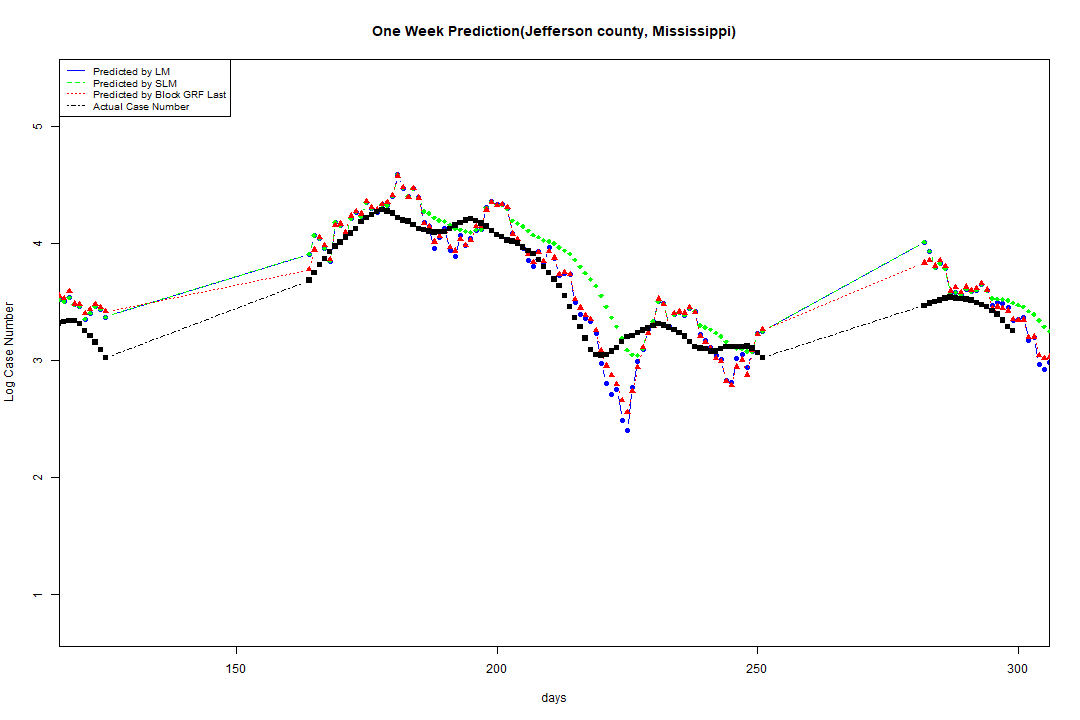 One Week Prediction(Jefferson county, Mississippi)
Predicted by LM
Predicted by SLM
Predicted by Block GRF Last
Actual Case Number
5
4
3
2
1
Log Case Number
150
200
250
300
days